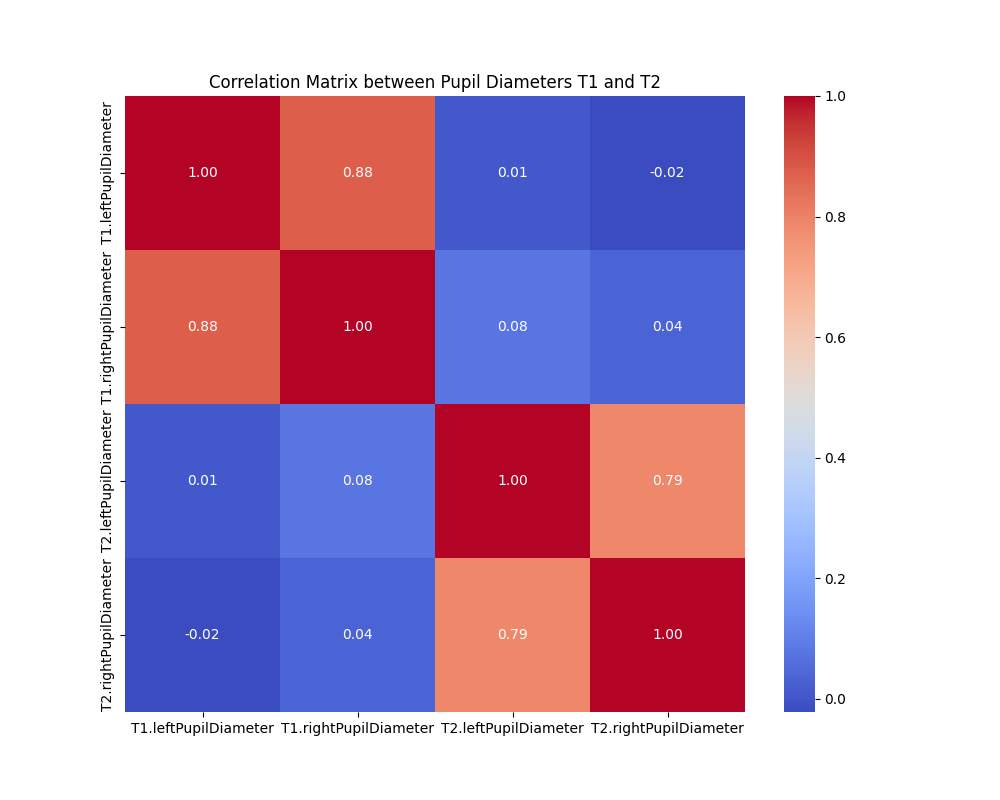 Correlation Matrix between Pupil Diameters T1 and T2
T1.leftPupilDiameter
1.00 0.88 0.01 -0.02
T1.rightPupilDiameter
0.88 1.00 0.08 0.04
T2.leftPupilDiameter
0.01 0.08 1.00 0.79
T2.rightPupilDiameter
-0.02 0.04 0.79 1.00
T1.leftPupilDiameter T1.rightPupilDiameter T2.leftPupilDiameter T2.rightPupilDiameter
1.0
0.8
0.6
0.4
0.2
0.0